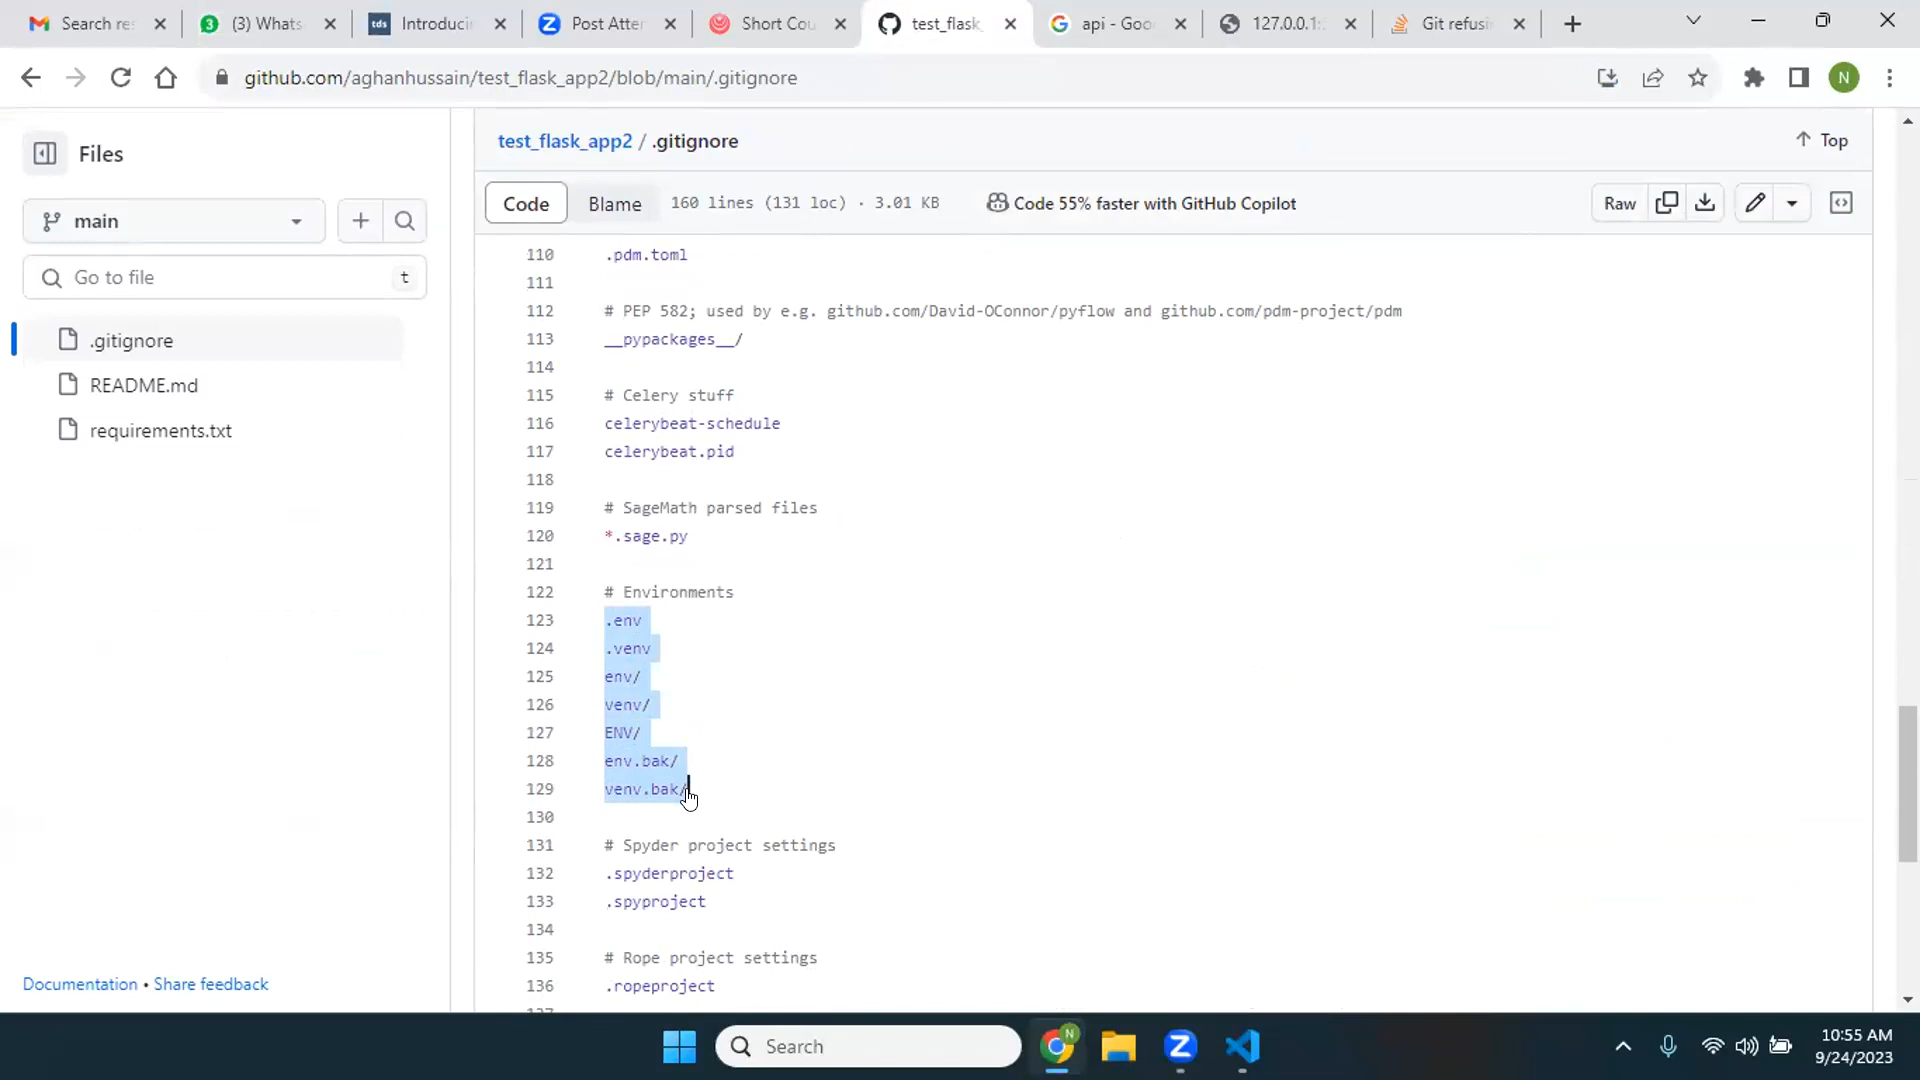 Search res
(3) Whats
Introducin
Post Atten
Short Cou
test_flask_
api - Goo
127.0.0.1:
Git refusin
github.com/aghanhussain/test_flask_app2/blob/main/.gitignore
N
Files
main
Go to file
t
.gitignore
README.md
requirements.txt
Documentation • Share feedback
test_flask_app2 / .gitignore
Top
Code
Blame
160 lines (131 loc) · 3.01 KB
Code 55% faster with GitHub Copilot
Raw
110 .pdm.toml
111
112 # PEP 582; used by e.g. github.com/David-OConnor/pyflow and github.com/pdm-project/pdm
113 __pypackages__/
114
115 # Celery stuff
116 celerybeat-schedule
117 celerybeat.pid
118
119 # SageMath parsed files
120 *.sage.py
121
122 # Environments
123 .env
124 .venv
125 env/
126 venv/
127 ENV/
128 env.bak/
129 venv.bak/
130
131 # Spyder project settings
132 .spyderproject
133 .spyproject
134
135 # Rope project settings
136 .ropeproject
Search
10:55 AM
9/24/2023